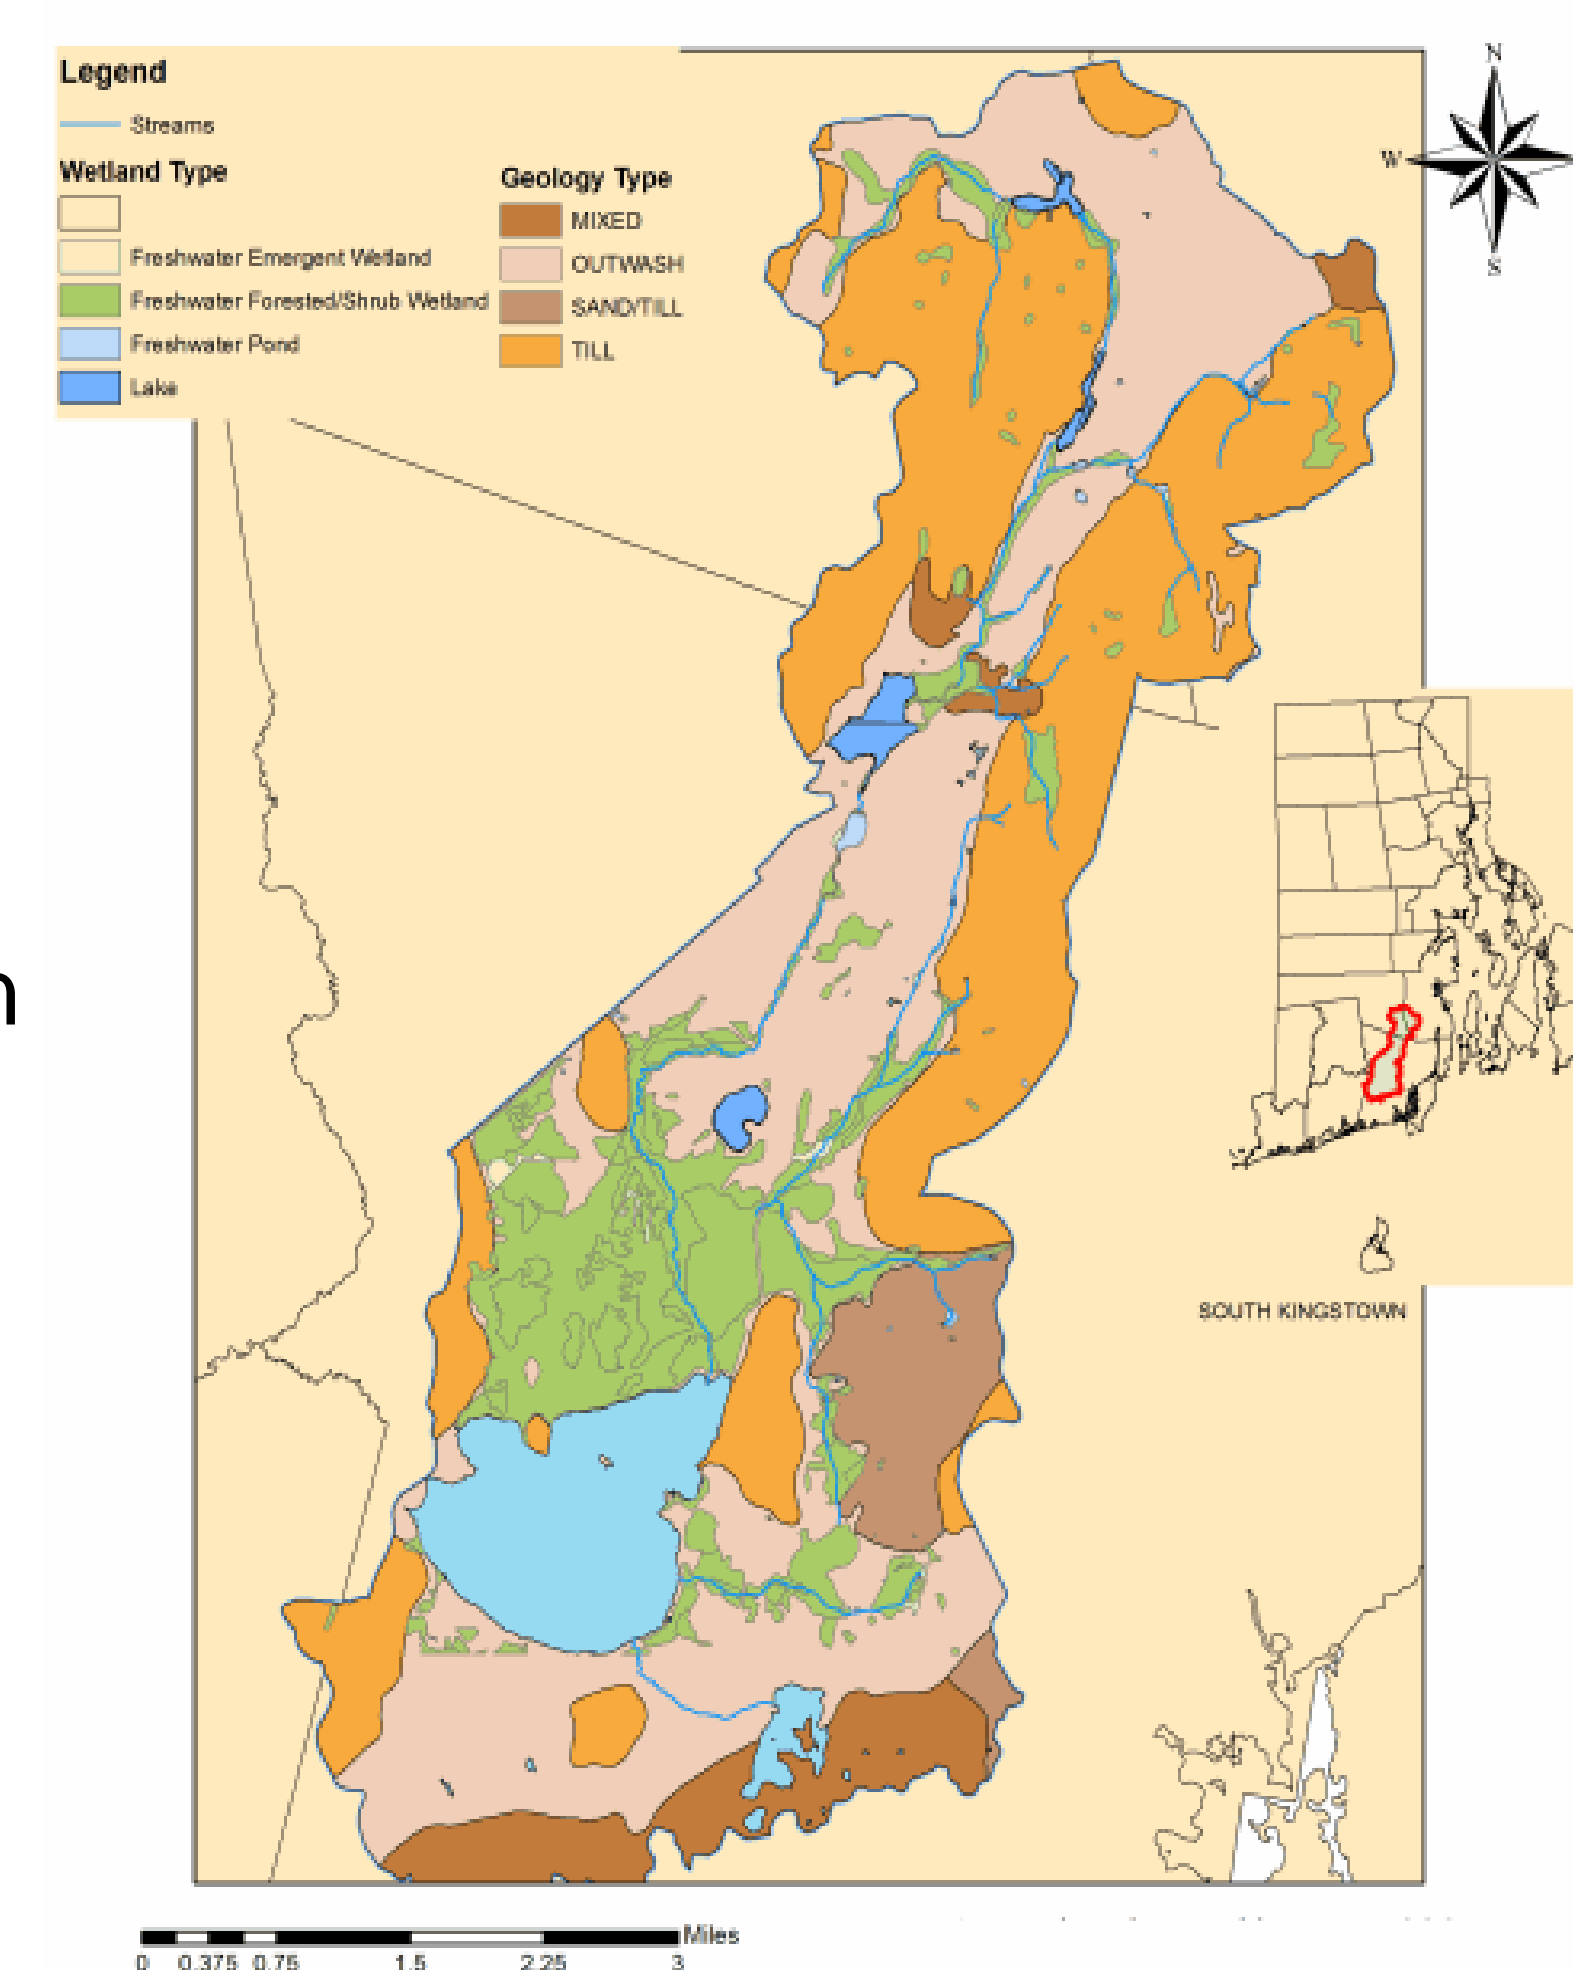 Legend
Streams
Wetland Type
Freshwater Emergent Wetland
Freshwater Forested/Shrub Wetland
Freshwater Pond
Lake
Geology Type
MIXED
OUTWASH
SAND/TILL
TILL
N
W
S
SOUTH KINGSTOWN
n
Miles
0 0.375 0.75 1.5 2.25 3